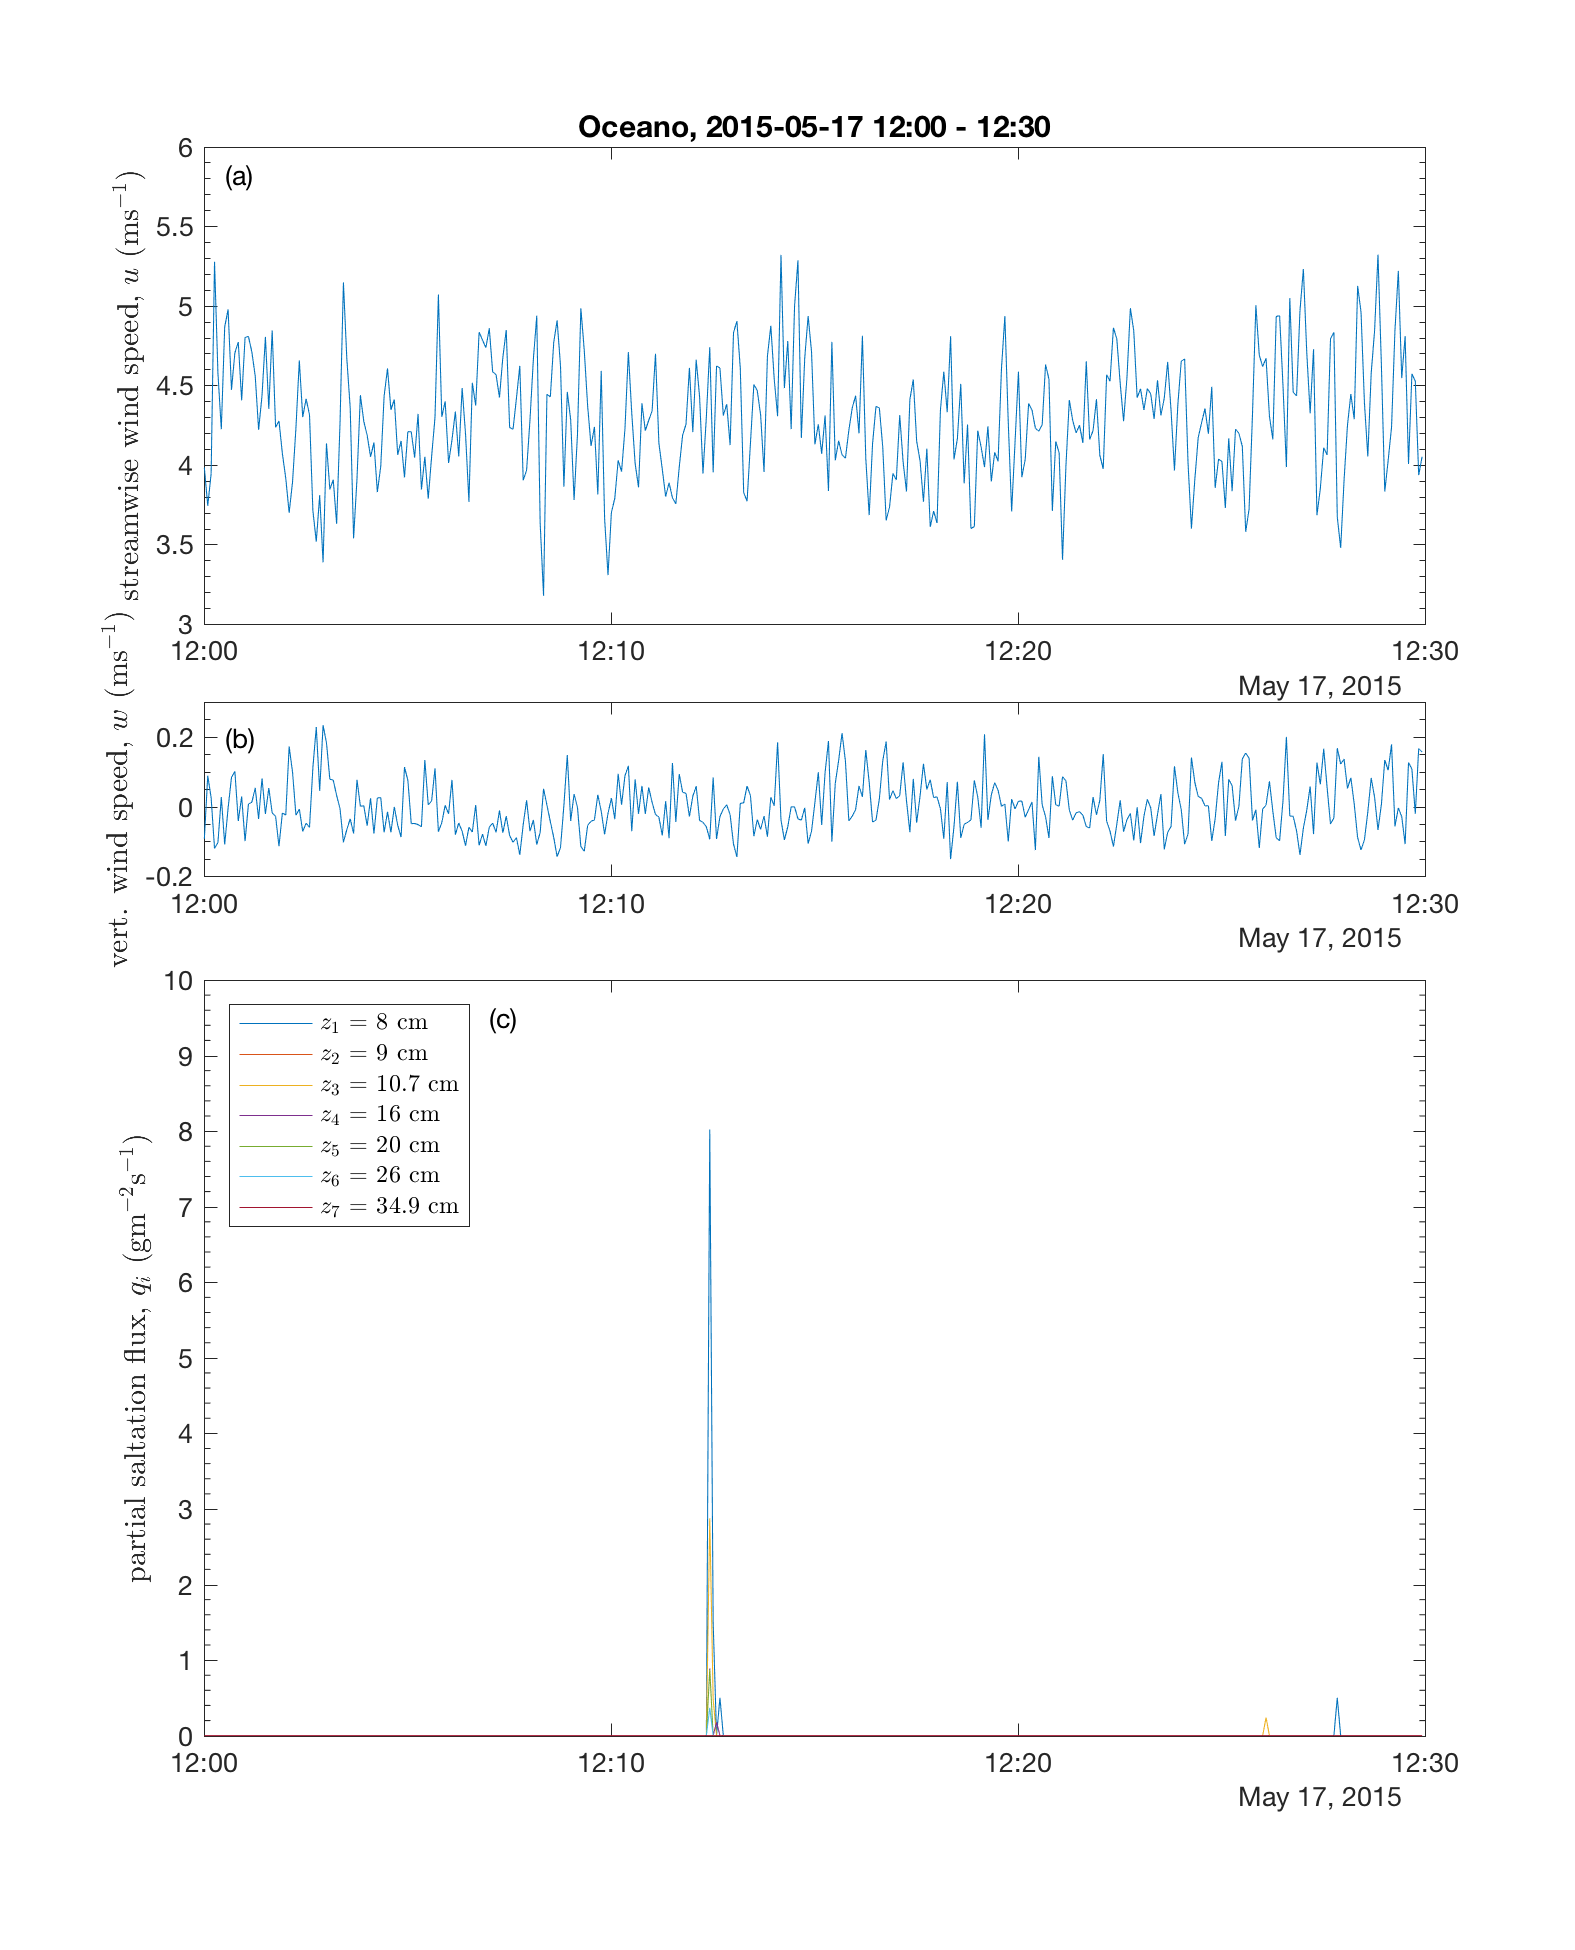 Oceano, 2015-05-17 12:00 - 12:30
(a)
streamwise wind speed, u (ms⁻¹)
6
5.5
5
4.5
4
3.5
3
12:00 12:10 12:20 12:30
May 17, 2015
(b)
vert. wind speed, w (ms⁻¹)
0.2
0
-0.2
12:00 12:10 12:20 12:30
May 17, 2015
(c)
partial saltation flux, qᵢ (gm⁻²s⁻¹)
10
9
8
7
6
5
4
3
2
1
0
z₁ = 8 cm
z₂ = 9 cm
z₃ = 10.7 cm
z₄ = 16 cm
z₅ = 20 cm
z₆ = 26 cm
z₇ = 34.9 cm
12:00 12:10 12:20 12:30
May 17, 2015